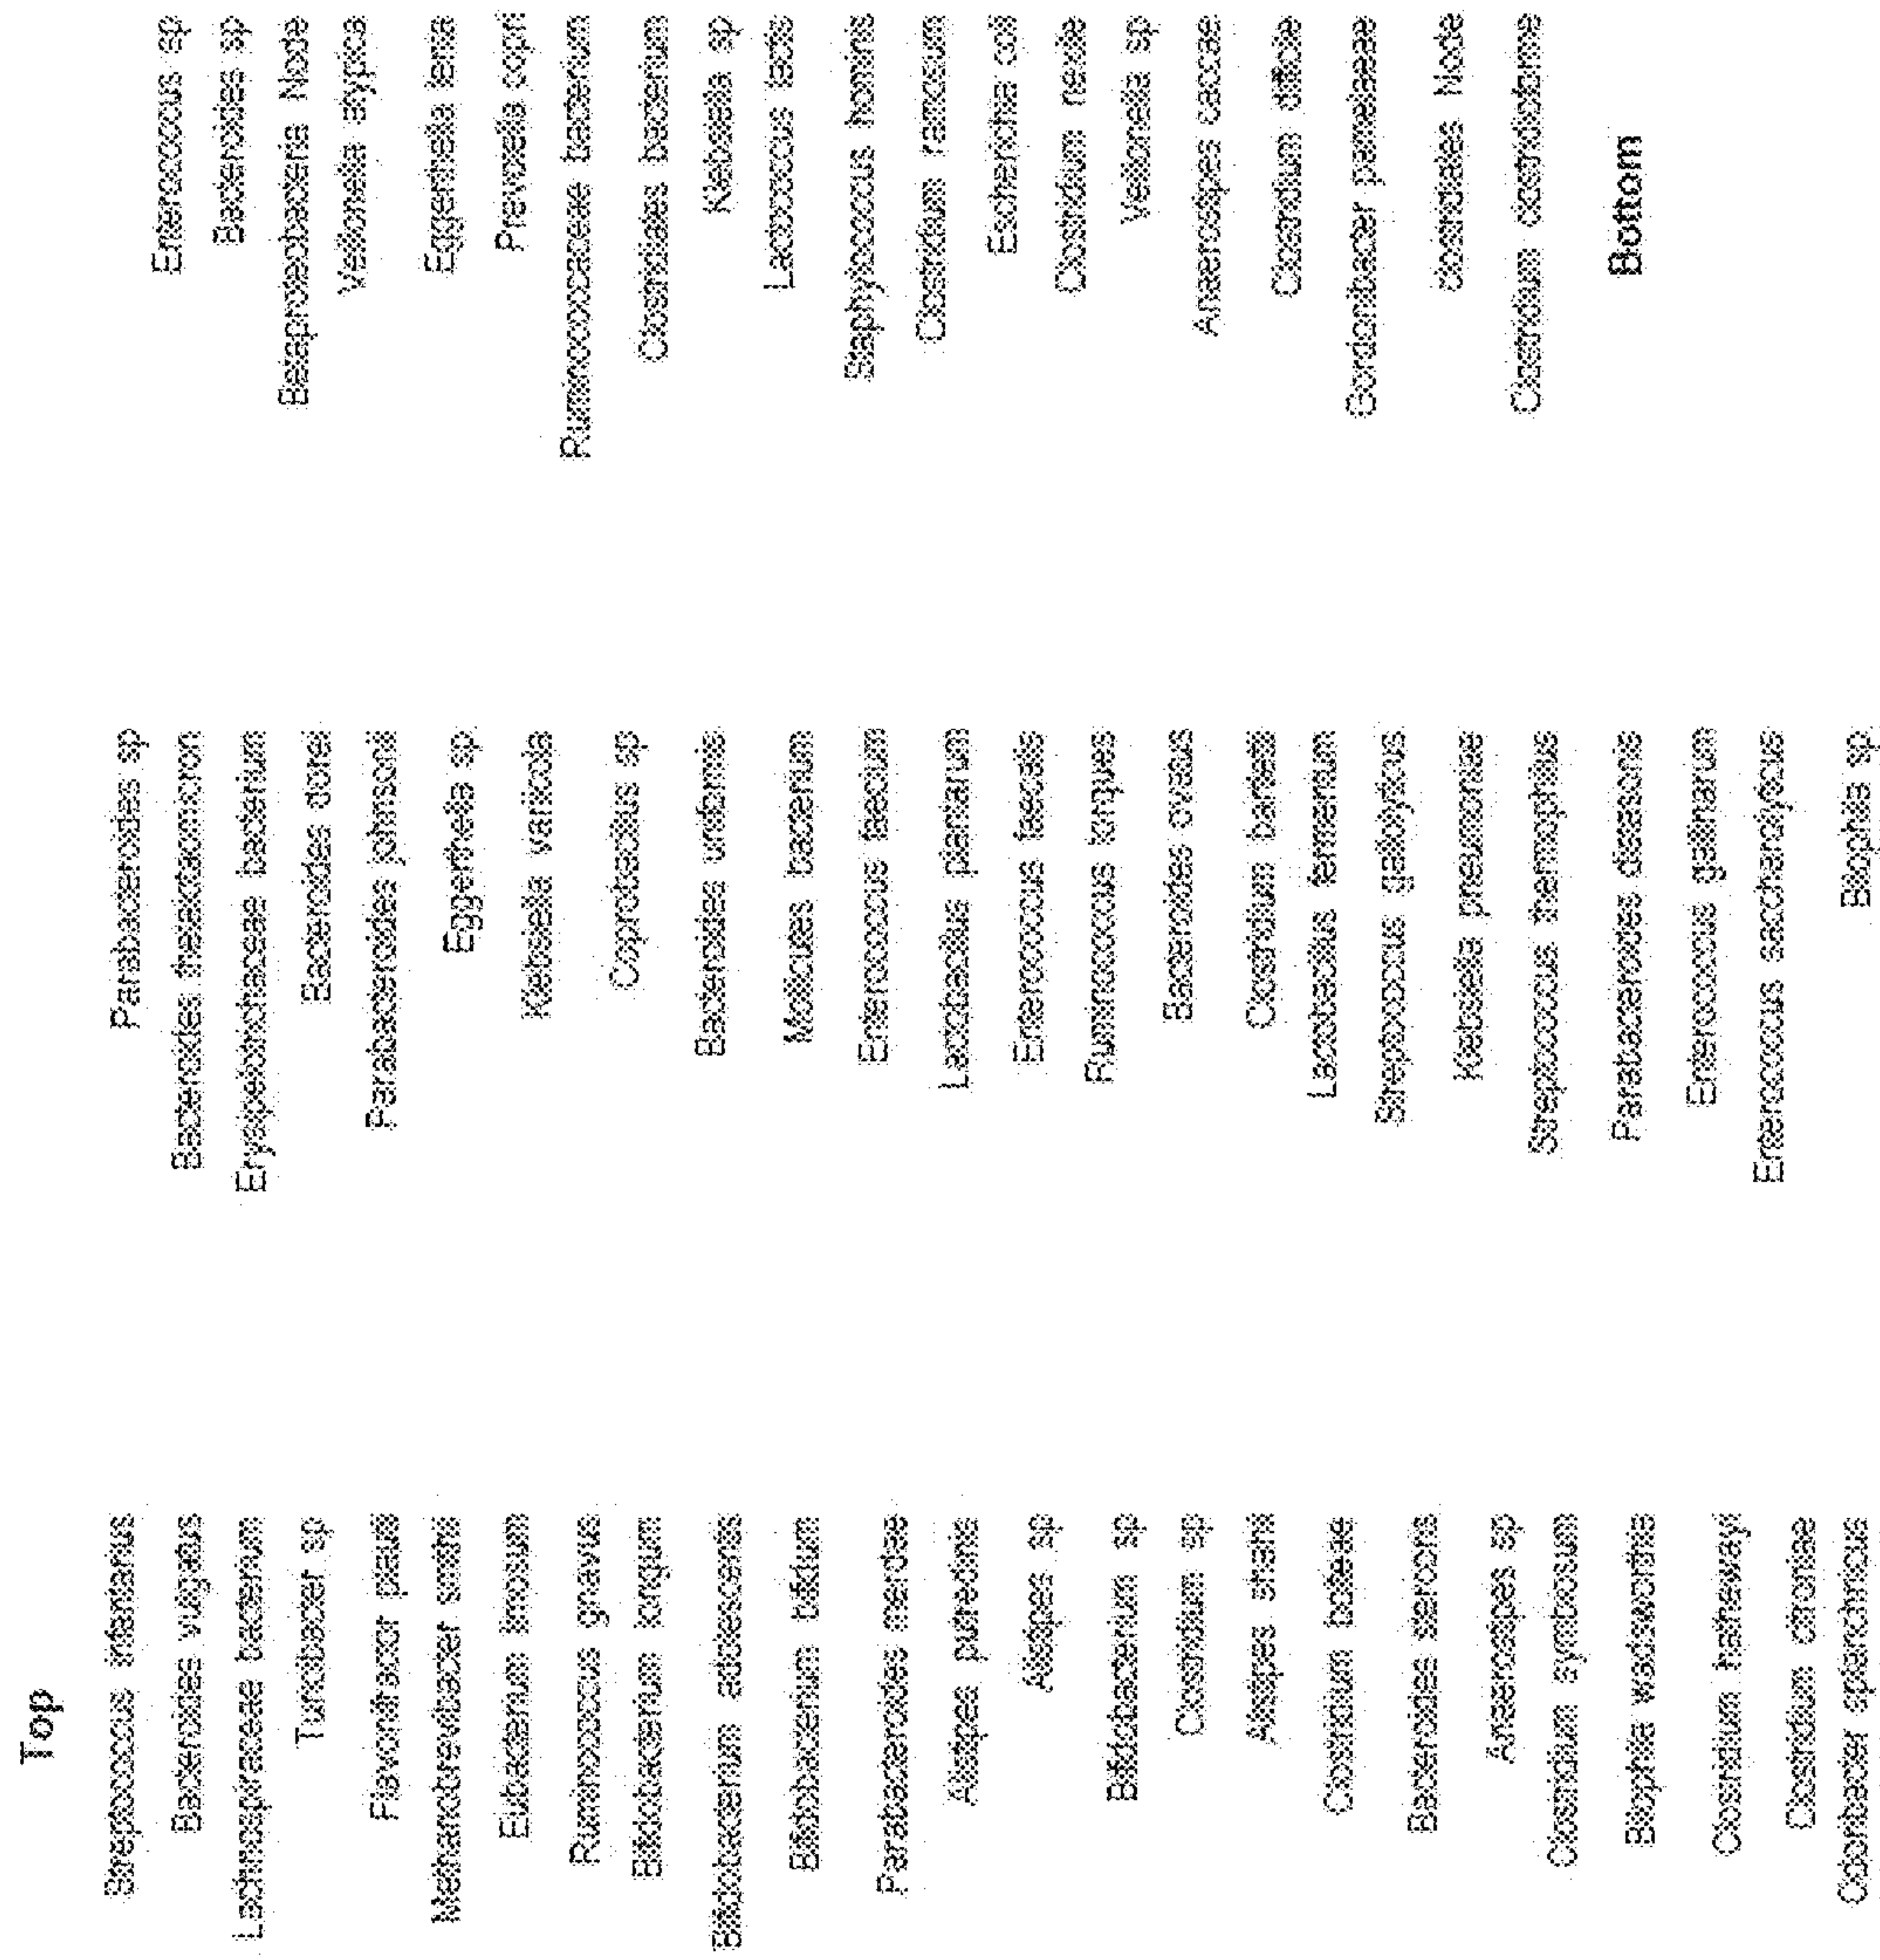 Top
Streptococcus infantarius
Bacteroides vulgatus
Lachnospiraceae bacterium
Turicibacter sp
Flavonifractor plautii
Methanobrevibacter smithii
Eubacterium limosum
Ruminococcus gnavus
Bifidobacterium longum
Bifidobacterium adolescentis
Bifidobacterium bifidum
Parabacteroides merdae
Alistipes putredinis
Alistipes sp
Bifidobacterium sp
Clostridium sp
Alistipes shahii
Clostridium bolteae
Bacteroides stercoris
Anaerostipes sp
Clostridium symbiosum
Bilophila wadsworthia
Clostridium hathewayi
Clostridium citroniae
Odoribacter splanchnicus
Parabacteroides sp
Bacteroides thetaiotaomicron
Erysipelotrichaceae bacterium
Bacteroides dorei
Parabacteroides johnsonii
Eggerthella sp
Klebsiella variicola
Coprobacillus sp
Bacteroides uniformis
Mollicutes bacterium
Enterococcus faecium
Lactobacillus plantarum
Enterococcus faecalis
Ruminococcus torques
Bacteroides ovatus
Clostridium bartlettii
Lactobacillus fermentum
Streptococcus gallolyticus
Klebsiella pneumoniae
Streptococcus thermophilus
Parabacteroides distasonis
Enterococcus gallinarum
Enterococcus saccharolyticus
Bilophila sp
Enterococcus sp
Bacteroides sp
Betaproteobacteria Node
Veillonella atypica
Eggerthella lenta
Prevotella copri
Ruminococcaceae bacterium
Clostridiales bacterium
Klebsiella sp
Lactococcus lactis
Staphylococcus hominis
Clostridium ramosum
Escherichia coli
Clostridium nexile
Veillonella sp
Anaerostipes caccae
Clostridium difficile
Gordonibacter pamelaeae
clostridiales Node
Clostridium clostridioforme
Bottom